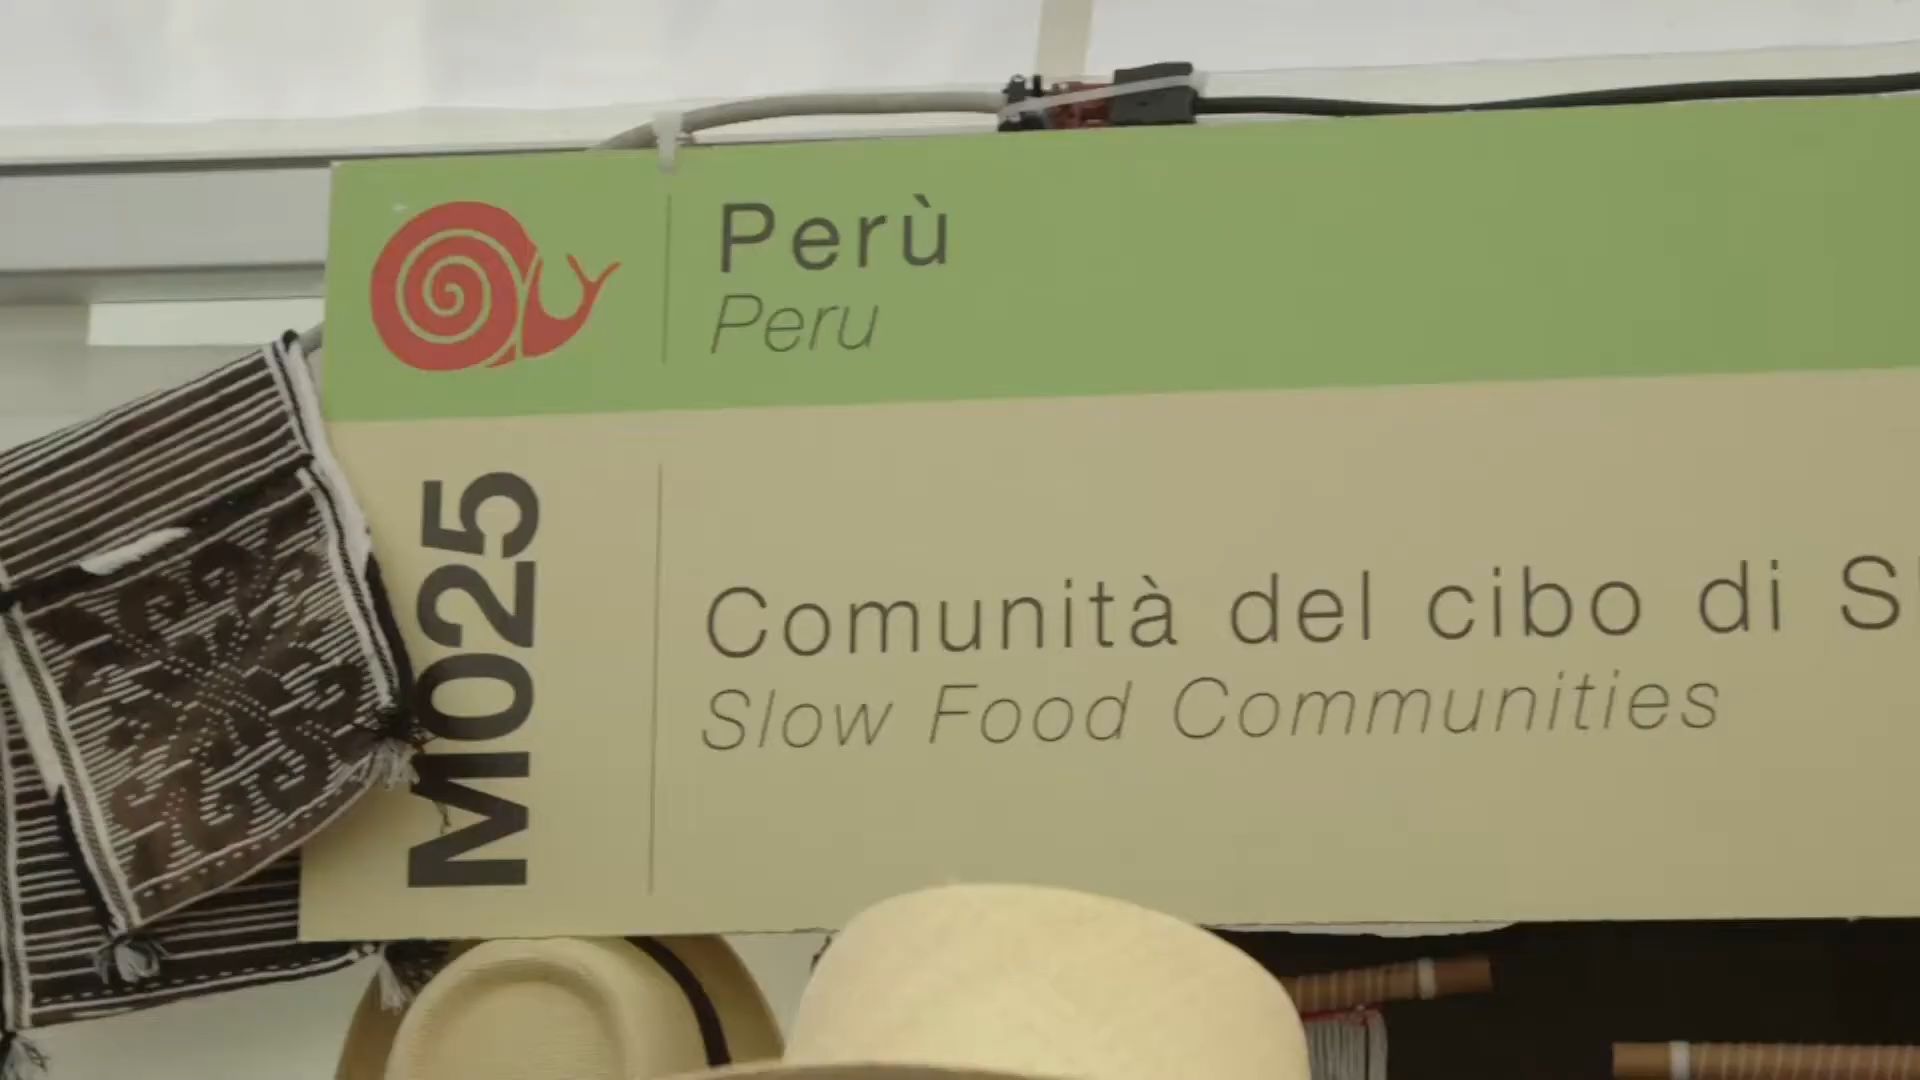 Perù
Peru
M025
Comunità del cibo di
Slow Food Communities